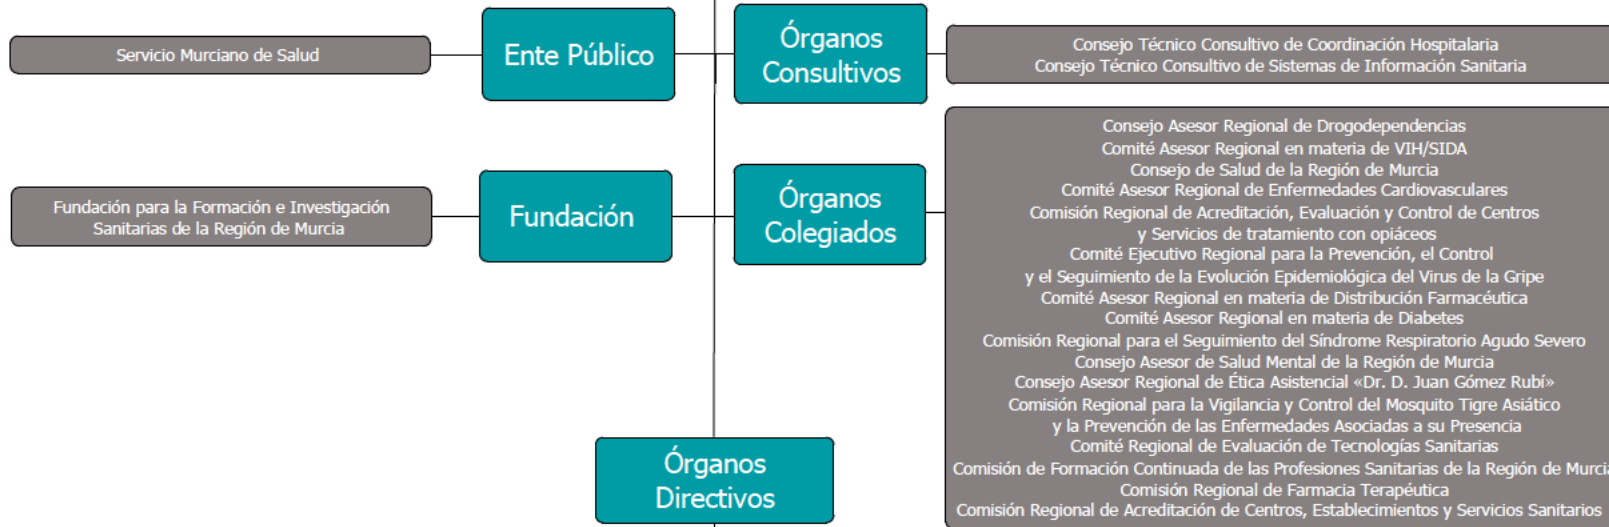 Servicio Murciano de Salud
Ente Público
Órganos
Consultivos
Consejo Técnico Consultivo de Coordinación Hospitalaria
Consejo Técnico Consultivo de Sistemas de Información Sanitaria
Fundación para la Formación e Investigación
Sanitarias de la Región de Murcia
Fundación
Órganos
Colegiados
Consejo Asesor Regional de Drogodependencias
Comité Asesor Regional en materia de VIH/SIDA
Consejo de Salud de la Región de Murcia
Comité Asesor Regional de Enfermedades Cardiovasculares
Comisión Regional de Acreditación, Evaluación y Control de Centros
y Servicios de tratamiento con opiáceos
Comité Ejecutivo Regional para la Prevención, el Control
y el Seguimiento de la Evolución Epidemiológica del Virus de la Gripe
Comité Asesor Regional en materia de Distribución Farmacéutica
Comité Asesor Regional en materia de Diabetes
Comisión Regional para el Seguimiento del Síndrome Respiratorio Agudo Severo
Consejo Asesor de Salud Mental de la Región de Murcia
Consejo Asesor Regional de Ética Asistencial «Dr. D. Juan Gómez Rubí»
Comisión Regional para la Vigilancia y Control del Mosquito Tigre Asiático
y la Prevención de las Enfermedades Asociadas a su Presencia
Comité Regional de Evaluación de Tecnologías Sanitarias
Comisión de Formación Continuada de las Profesiones Sanitarias de la Región de Murcia
Comisión Regional de Farmacia Terapéutica
Comisión Regional de Acreditación de Centros, Establecimientos y Servicios Sanitarios
Órganos
Directivos